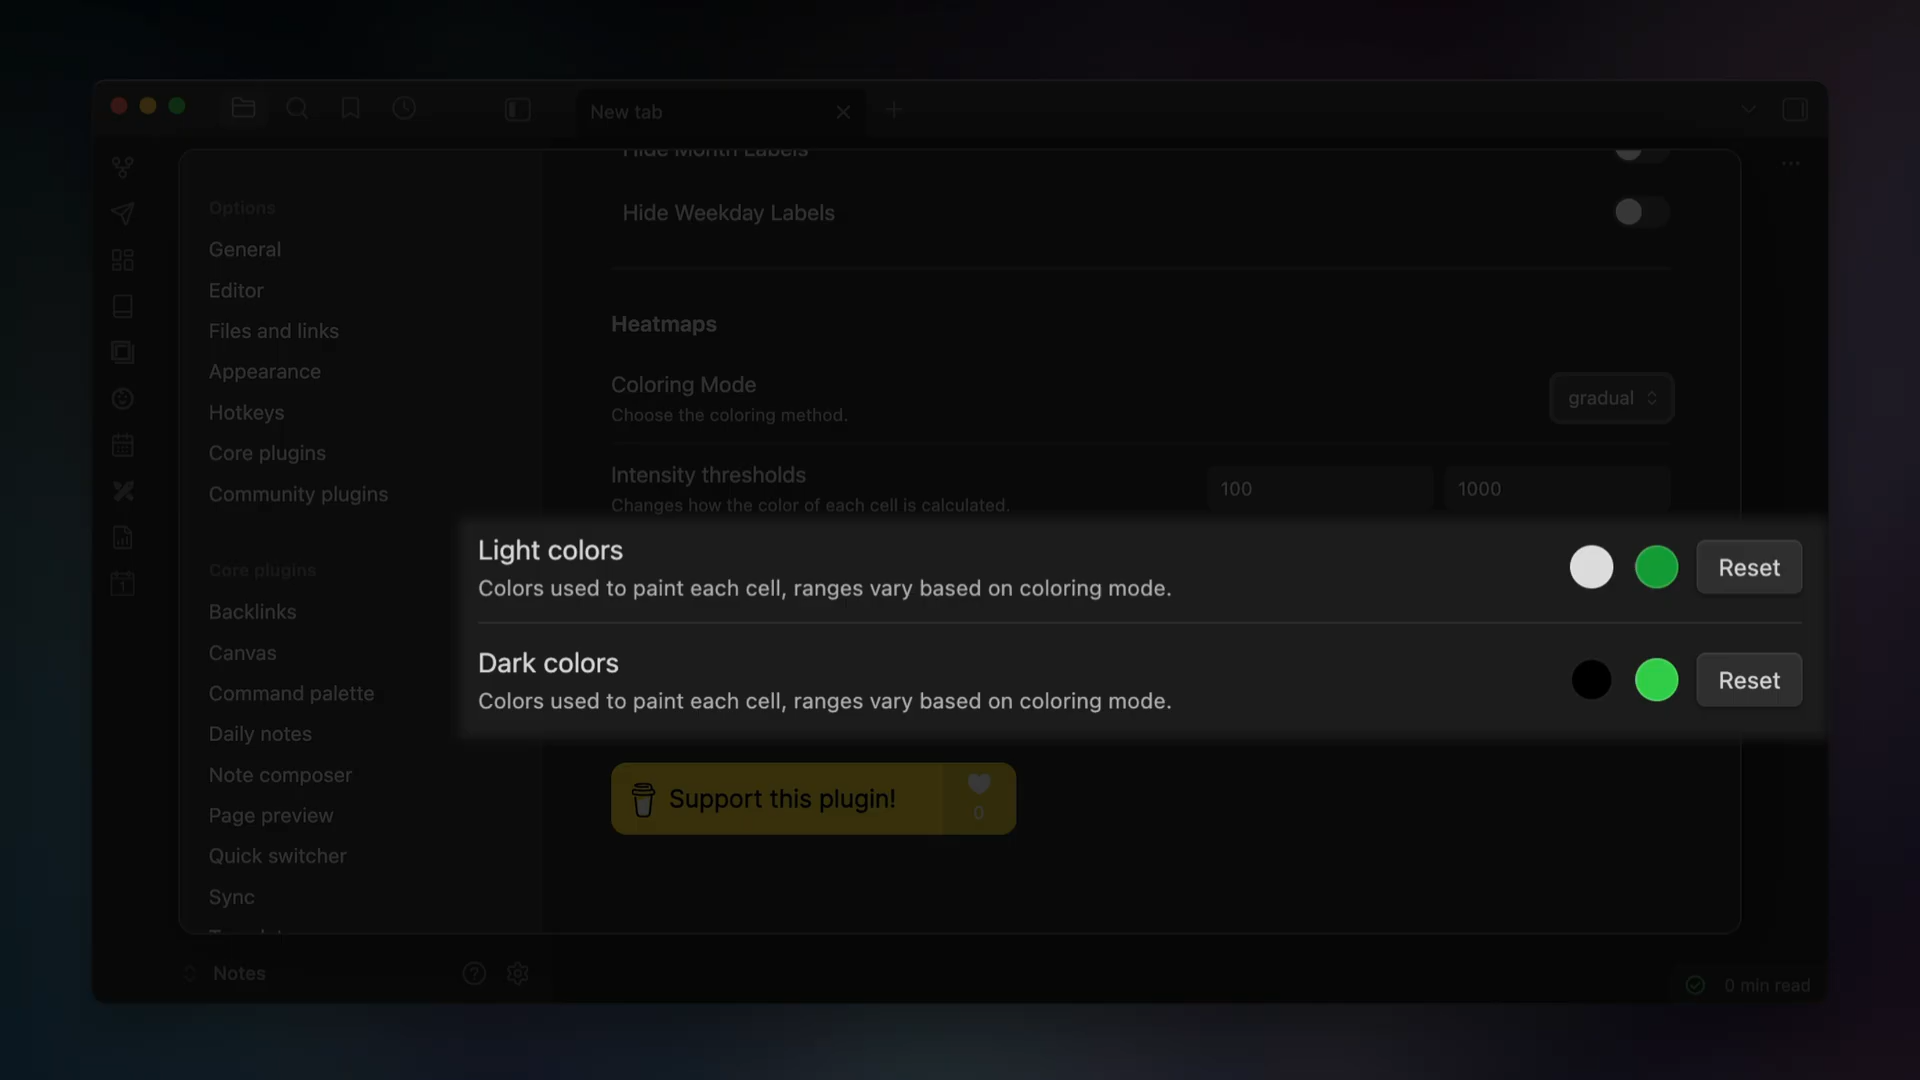 New tab
Hide Month Labels
Hide Weekday Labels
Options
General
Editor
Files and links
Appearance
Hotkeys
Core plugins
Community plugins
Core plugins
Backlinks
Canvas
Command palette
Daily notes
Note composer
Page preview
Quick switcher
Sync
Heatmaps
Coloring Mode
Choose the coloring method.
gradual
Intensity thresholds
Changes how the color of each cell is calculated.
100
1000
Light colors
Colors used to paint each cell, ranges vary based on coloring mode.
Reset
Dark colors
Colors used to paint each cell, ranges vary based on coloring mode.
Reset
Support this plugin!
0
Notes
0 min read